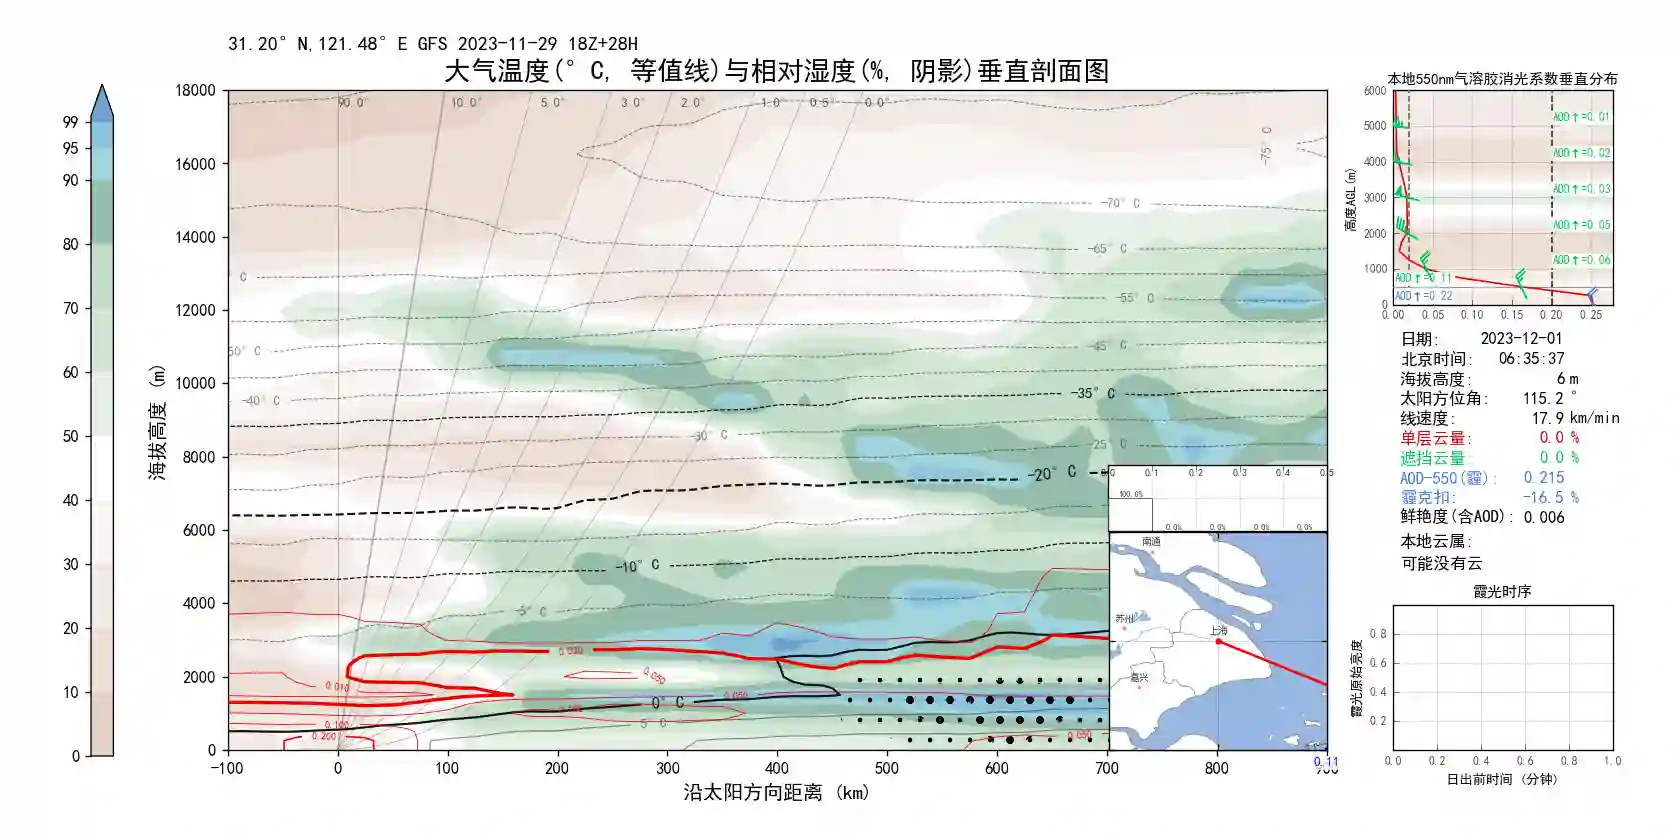 31.20° N,121.48° E GFS 2023-11-29 18Z+28H
大气温度(° C, 等值线)与相对湿度(%, 阴影)垂直剖面图
99
95
90
80
70
60
50
40
30
20
10
0
海拔高度 (m)
18000
16000
14000
12000
10000
8000
6000
4000
2000
0
90.0°
10.0°
5.0°
3.0°
2.0°
1.0°
0.5°
0.0°
-75° C
-70° C
-65° C
-55° C
-45° C
-40° C
-35° C
-30° C
-25° C
-20° C
-10° C
-5° C
0° C
5° C
0.010
0.050
0.050
0.100
0.100
0.200
0.050
-100
0
100
200
300
400
500
600
700
800
900
0.11
沿太阳方向距离 (km)
0.0
0.1
0.2
0.3
0.4
0.5
100.0%
0.0%
0.0%
0.0%
0.0%
南通
苏州
上海
嘉兴
本地550nm气溶胶消光系数垂直分布
高度AGL(m)
6000
5000
4000
3000
2000
1000
0
AOD↑=0.01
AOD↑=0.02
AOD↑=0.03
AOD↑=0.05
AOD↑=0.06
AOD↑=0.11
AOD↑=0.22
0.00
0.05
0.10
0.15
0.20
0.25
日期: 2023-12-01
北京时间: 06:35:37
海拔高度: 6 m
太阳方位角: 115.2 °
线速度: 17.9 km/min
单层云量: 0.0 %
遮挡云量: 0.0 %
AOD-550(霾): 0.215
霾克扣: -16.5 %
鲜艳度(含AOD): 0.006
本地云属:
可能没有云
霞光时序
霞光原始亮度
0.8
0.6
0.4
0.2
0.0
0.2
0.4
0.6
0.8
1.0
日出前时间 (分钟)